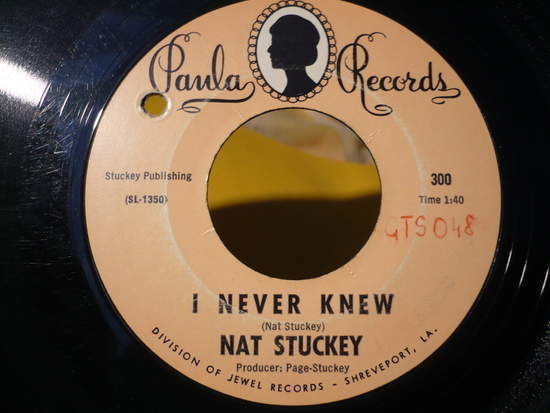 Paula Records
Stuckey Publishing
(SL-1350)
300
Time 1:40
GTS048
I NEVER KNEW
(Nat Stuckey)
NAT STUCKEY
Producer: Page-Stuckey
DIVISION OF JEWEL RECORDS - SHREVEPORT, LA.